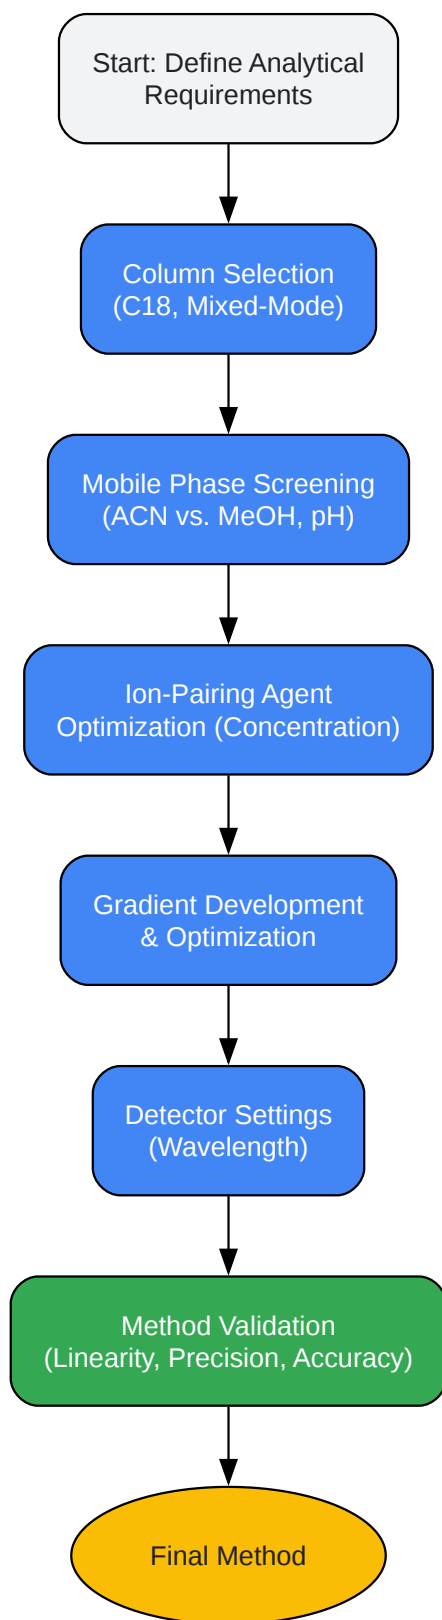 Start: Define Analytical
Requirements
Column Selection
(C18, Mixed-Mode)
Mobile Phase Screening
(ACN vs. MeOH, pH)
Ion-Pairing Agent
Optimization (Concentration)
Gradient Development
& Optimization
Detector Settings
(Wavelength)
Method Validation
(Linearity, Precision, Accuracy)
Final Method